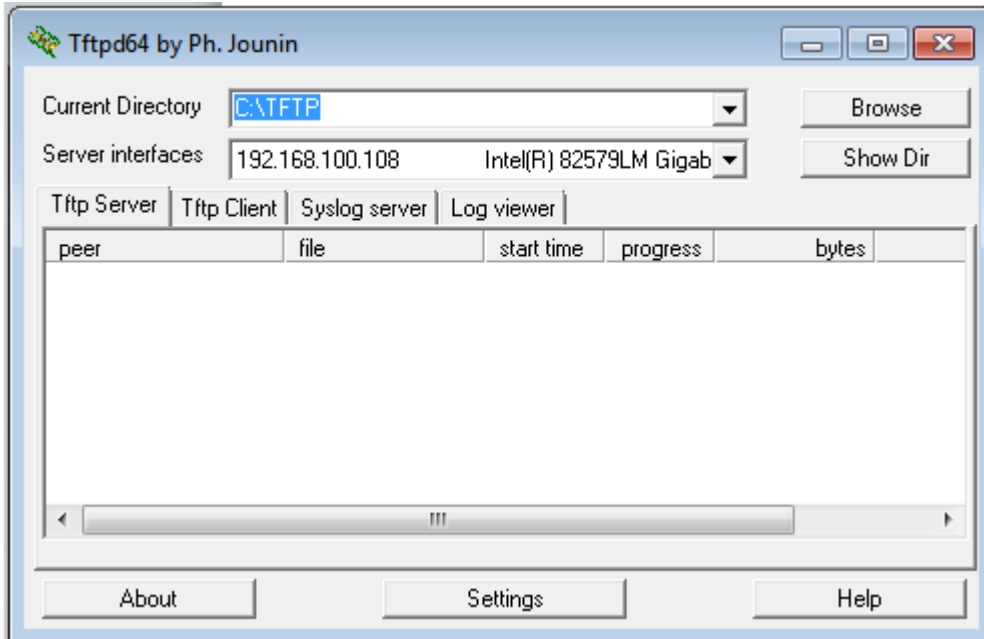 Tftpd64 by Ph. Jounin
Current Directory C:\TFTP Browse
Server interfaces 192.168.100.108 Intel(R) 82579LM Gigab Show Dir
Tftp Server Tftp Client Syslog server Log viewer
peer file start time progress bytes
About Settings Help